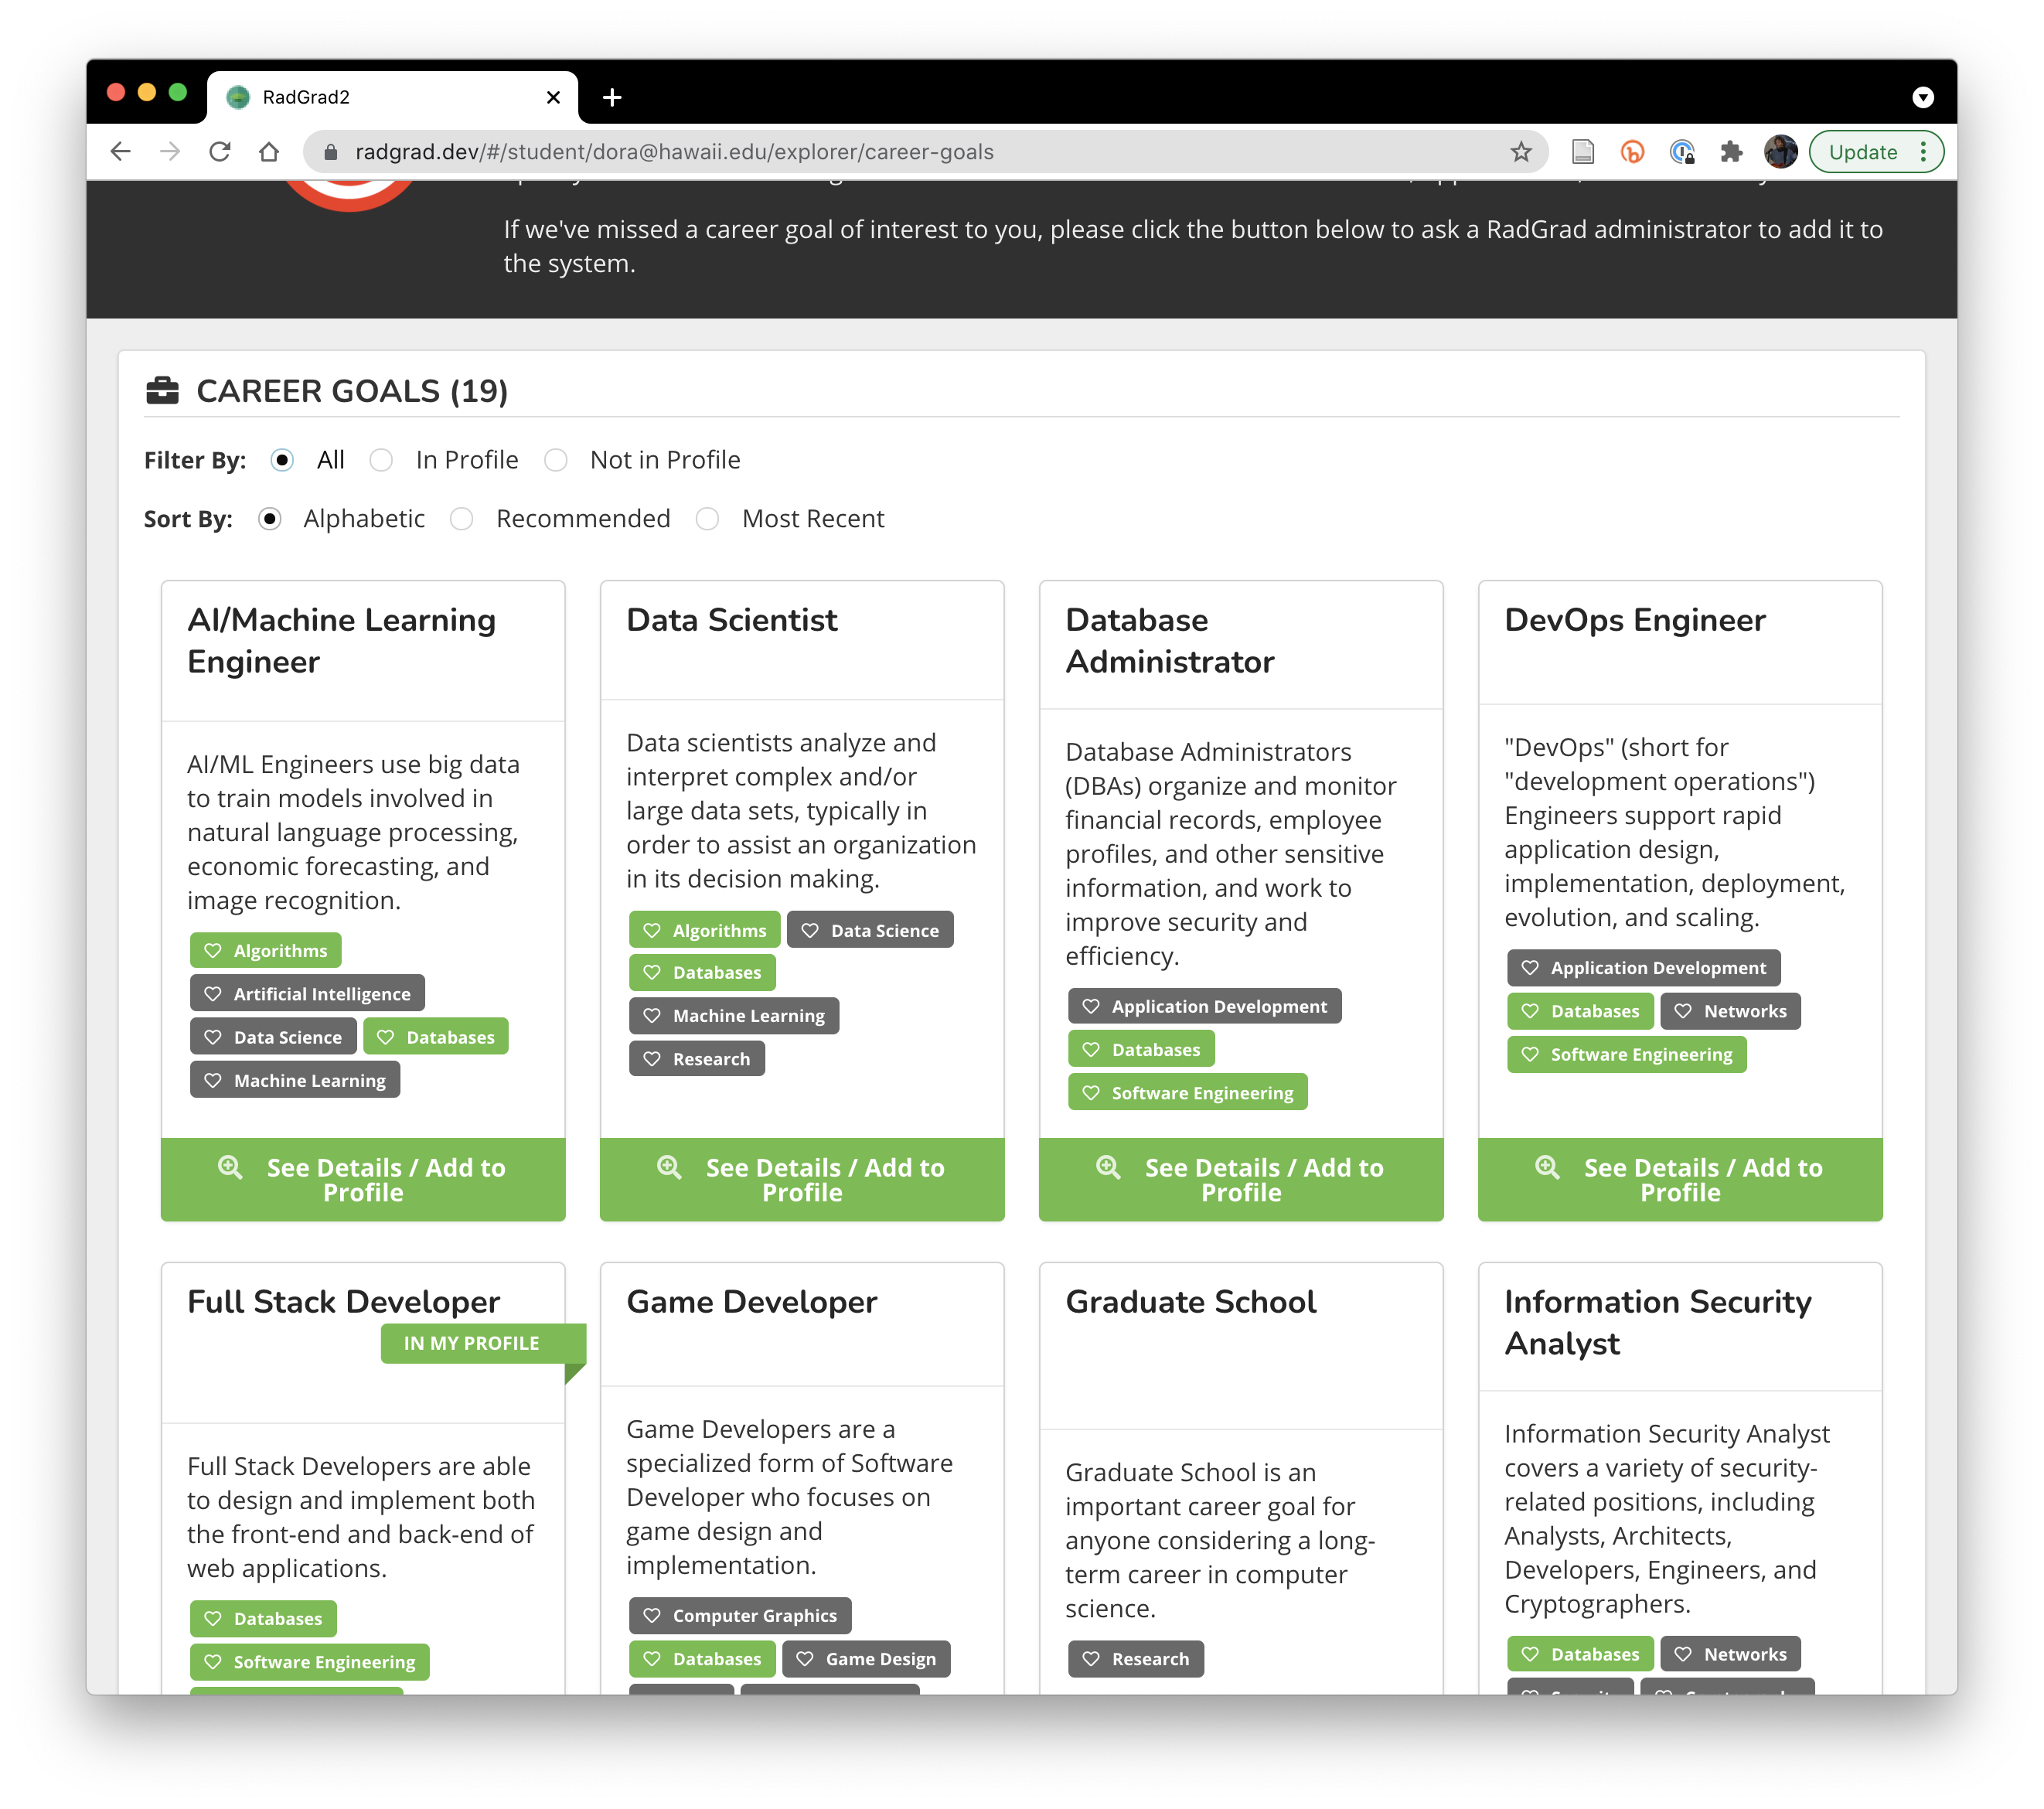 RadGrad2
radgrad.dev/#/student/dora@hawaii.edu/explorer/career-goals
Update
If we've missed a career goal of interest to you, please click the button below to ask a RadGrad administrator to add it to
the system.
CAREER GOALS (19)
Filter By: All In Profile Not in Profile
Sort By: Alphabetic Recommended Most Recent
AI/Machine Learning
Engineer
AI/ML Engineers use big data
to train models involved in
natural language processing,
economic forecasting, and
image recognition.
Algorithms
Artificial Intelligence
Data Science Databases
Machine Learning
See Details / Add to
Profile
Data Scientist
Data scientists analyze and
interpret complex and/or
large data sets, typically in
order to assist an organization
in its decision making.
Algorithms Data Science
Databases
Machine Learning
Research
See Details / Add to
Profile
Database
Administrator
Database Administrators
(DBAs) organize and monitor
financial records, employee
profiles, and other sensitive
information, and work to
improve security and
efficiency.
Application Development
Databases
Software Engineering
See Details / Add to
Profile
DevOps Engineer
"DevOps" (short for
"development operations")
Engineers support rapid
application design,
implementation, deployment,
evolution, and scaling.
Application Development
Databases Networks
Software Engineering
See Details / Add to
Profile
Full Stack Developer
IN MY PROFILE
Full Stack Developers are able
to design and implement both
the front-end and back-end of
web applications.
Databases
Software Engineering
Game Developer
Game Developers are a
specialized form of Software
Developer who focuses on
game design and
implementation.
Computer Graphics
Databases Game Design
Graduate School
Graduate School is an
important career goal for
anyone considering a long-
term career in computer
science.
Research
Information Security
Analyst
Information Security Analyst
covers a variety of security-
related positions, including
Analysts, Architects,
Developers, Engineers, and
Cryptographers.
Databases Networks